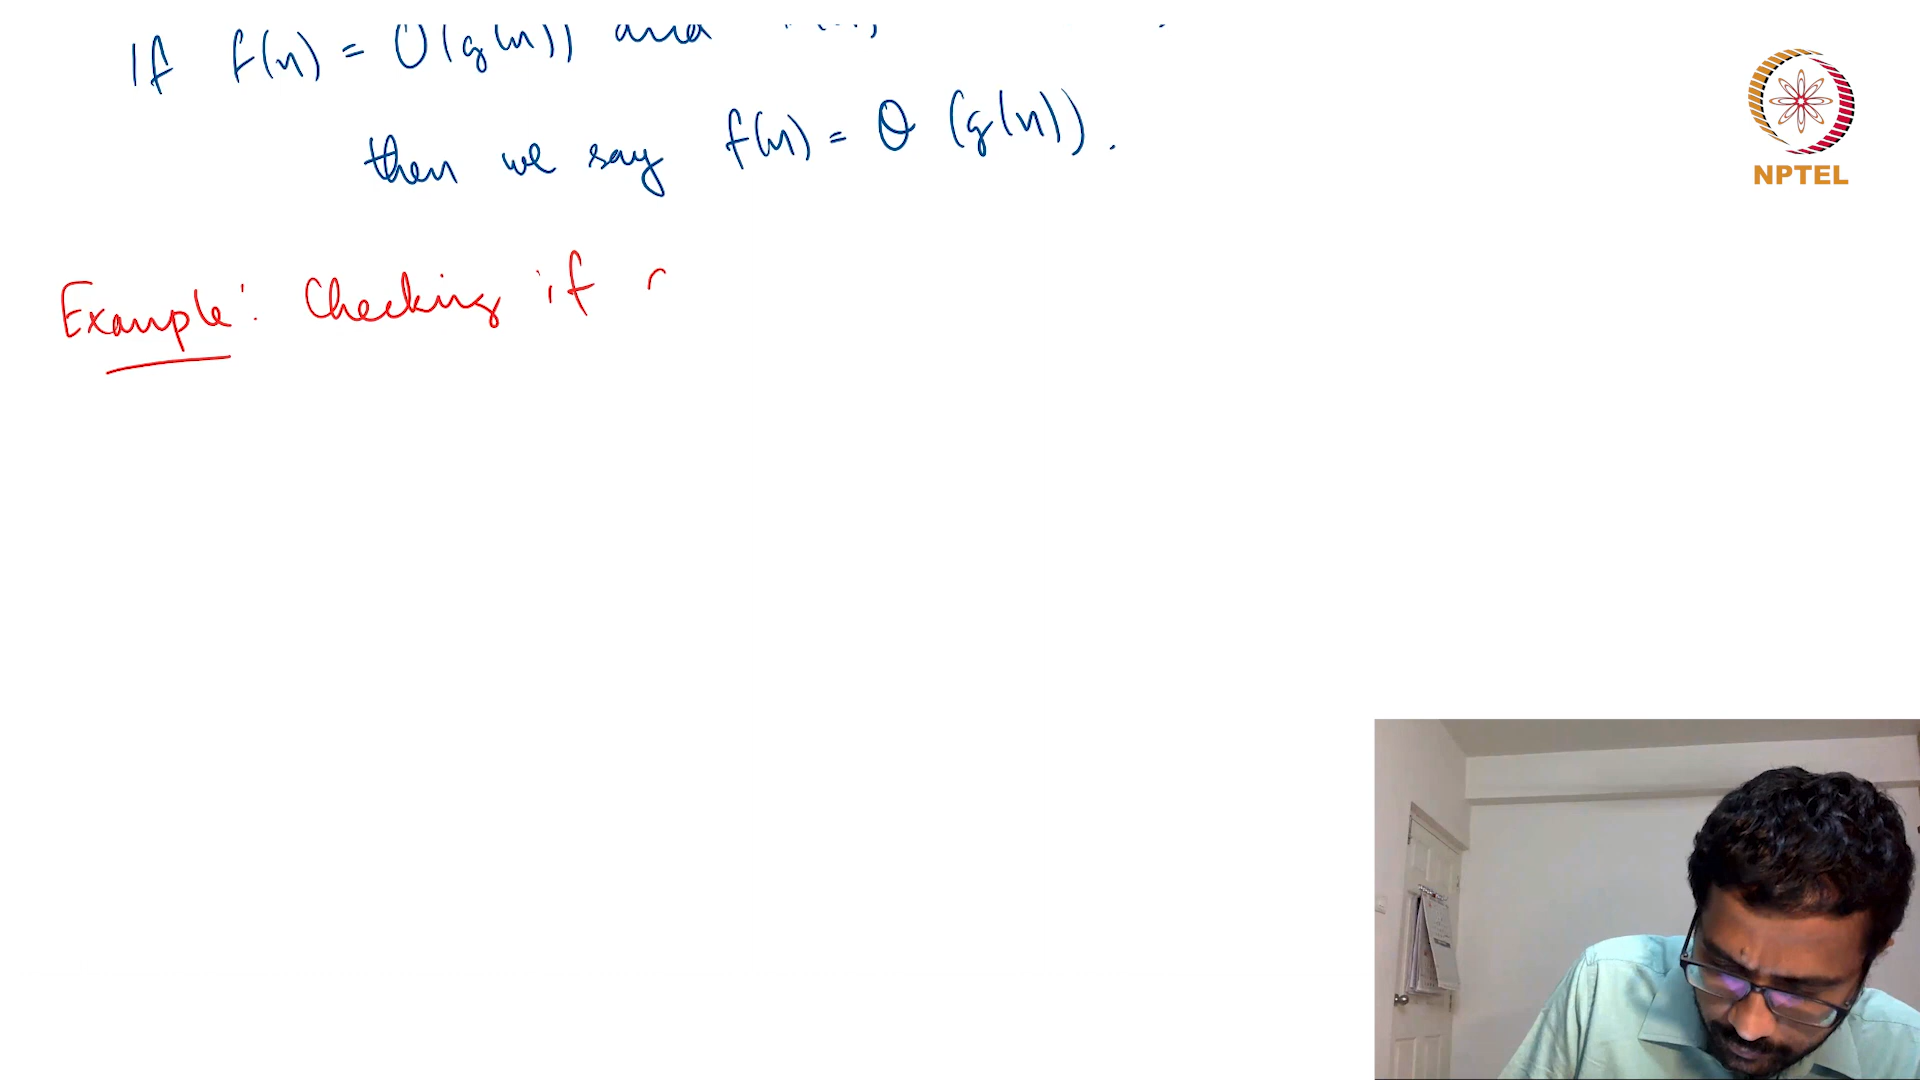 If f(n) = O(g(n)) and
then we say f(n) = θ (g(n)).
Example: Checking if
NPTEL